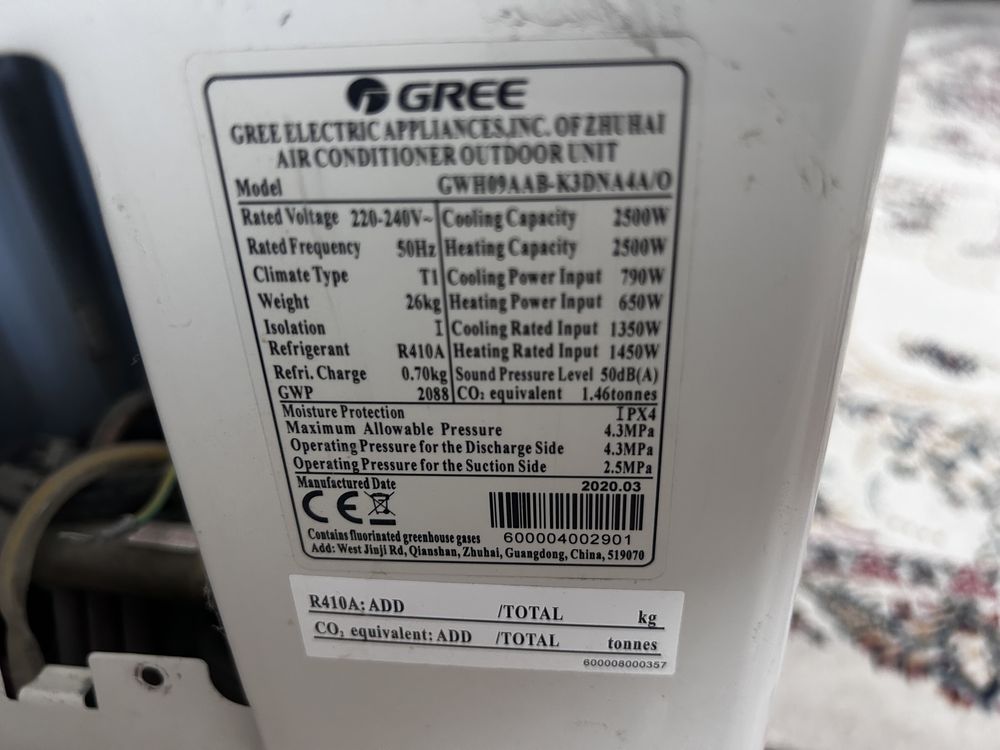 GREE
GREE ELECTRIC APPLIANCES,INC. OF ZHUHAI
AIR CONDITIONER OUTDOOR UNIT
Model GWH09AAB-K3DNA4A/O
Rated Voltage 220-240V~ Cooling Capacity 2500W
Rated Frequency 50Hz Heating Capacity 2500W
Climate Type T1 Cooling Power Input 790W
Weight 26kg Heating Power Input 650W
Isolation I Cooling Rated Input 1350W
Refrigerant R410A Heating Rated Input 1450W
Refri. Charge 0.70kg Sound Pressure Level 50dB(A)
GWP 2088 CO₂ equivalent 1.46tonnes
Moisture Protection IPX4
Maximum Allowable Pressure 4.3MPa
Operating Pressure for the Discharge Side 4.3MPa
Operating Pressure for the Suction Side 2.5MPa
Manufactured Date 2020.03
CE
Contains fluorinated greenhouse gases 600004002901
Add: West Jinji Rd, Qianshan, Zhuhai, Guangdong, China, 519070
R410A: ADD /TOTAL kg
CO₂ equivalent: ADD /TOTAL tonnes
600008000357